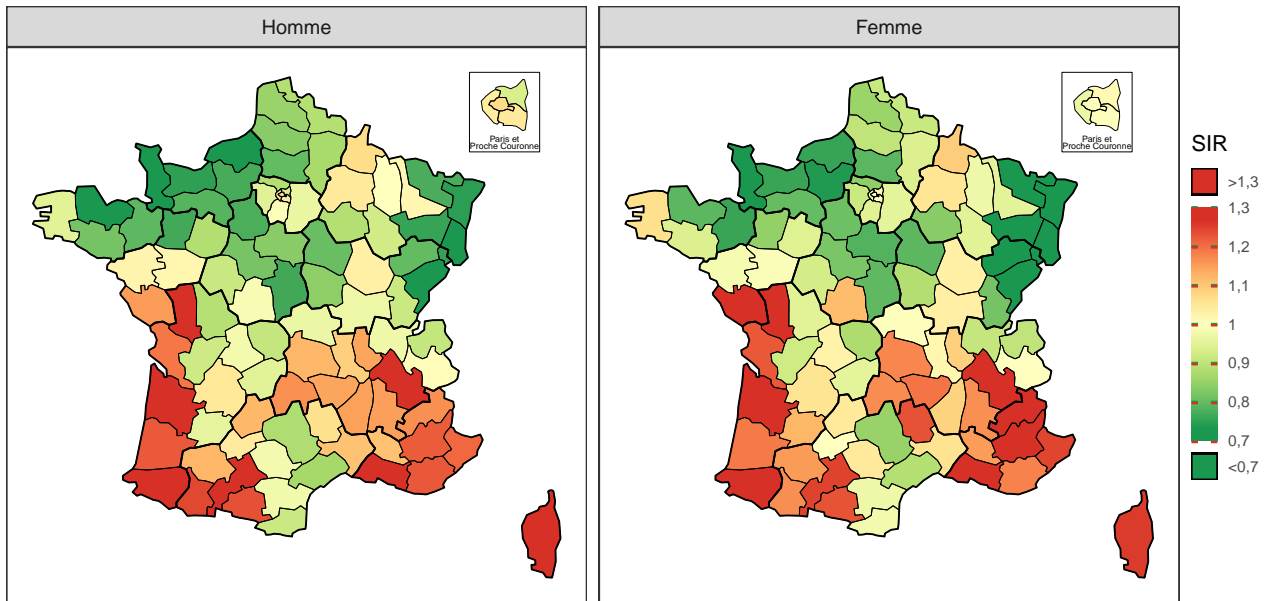 Homme
Femme
Paris et
Proche Couronne
Paris et
Proche Couronne
SIR
>1,3
1,3
1,2
1,1
1
0,9
0,8
0,7
<0,7